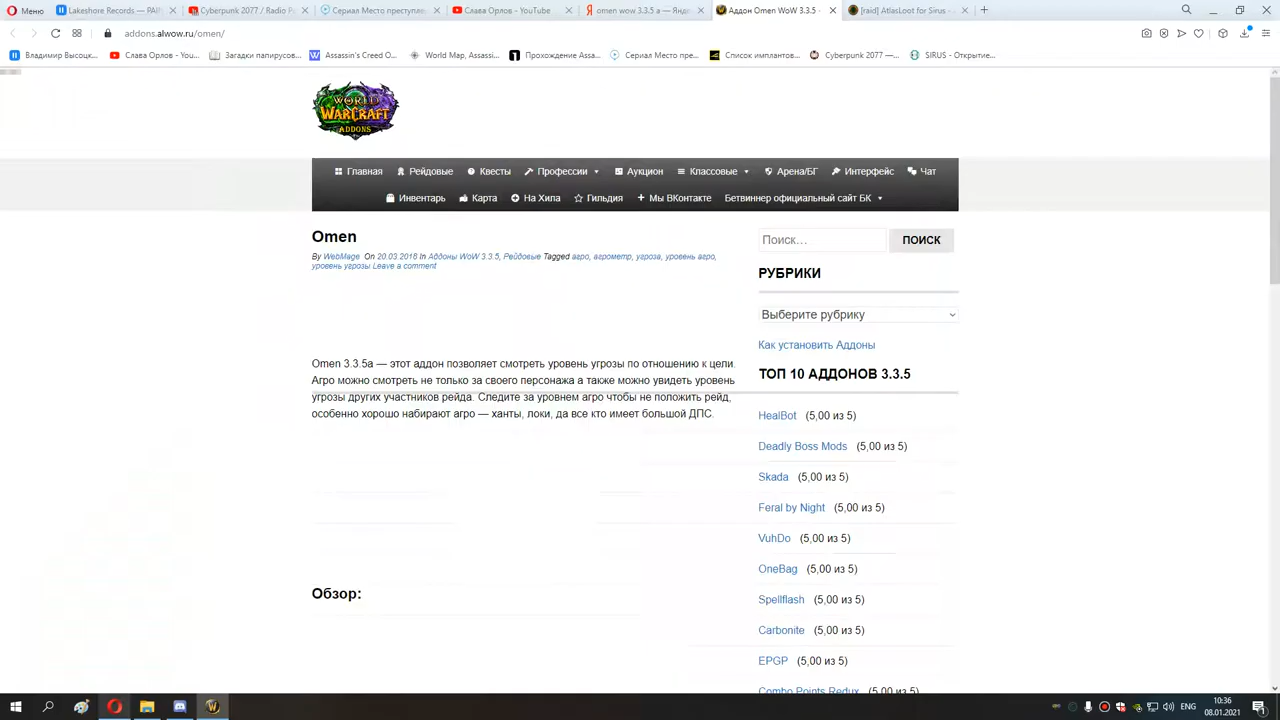 Меню
Lakeshore Records — PAB
Cyberpunk 2077 / Radio P
Сериал Место преступле
Слава Орлов - YouTube
omen wow 3.3.5 a — Янд
Аддон Omen WoW 3.3.5 -
[raid] AtlasLoot for Sirus -
addons.alwow.ru/omen/
Владимир Высоцк...
Слава Орлов - You...
Загадки папирусов...
Assassin's Creed O...
World Map, Assassi...
Прохождение Assa...
Сериал Место пре...
Список имплантов...
Cyberpunk 2077 —...
SIRUS - Открытие...
WORLD
WARCRAFT
ADDONS
Главная
Рейдовые
Квесты
Профессии
Аукцион
Классовые
Арена/БГ
Интерфейс
Чат
Инвентарь
Карта
На Хила
Гильдия
Мы ВКонтакте
Бетвиннер официальный сайт БК
Omen
By WebMage On 20.03.2016 In Аддоны WoW 3.3.5, Рейдовые Tagged агро, агрометр, угроза, уровень агро,
уровень угрозы Leave a comment
Omen 3.3.5a — этот аддон позволяет смотреть уровень угрозы по отношению к цели.
Агро можно смотреть не только за своего персонажа а также можно увидеть уровень
угрозы других участников рейда. Следите за уровнем агро чтобы не положить рейд,
особенно хорошо набирают агро — ханты, локи, да все кто имеет большой ДПС.
Обзор:
Поиск…
ПОИСК
РУБРИКИ
Выберите рубрику
Как установить Аддоны
ТОП 10 АДДОНОВ 3.3.5
HealBot (5,00 из 5)
Deadly Boss Mods (5,00 из 5)
Skada (5,00 из 5)
Feral by Night (5,00 из 5)
VuhDo (5,00 из 5)
OneBag (5,00 из 5)
Spellflash (5,00 из 5)
Carbonite (5,00 из 5)
EPGP (5,00 из 5)
Combo Points Redux (5,00 из 5)
ENG
10:36
08.01.2021